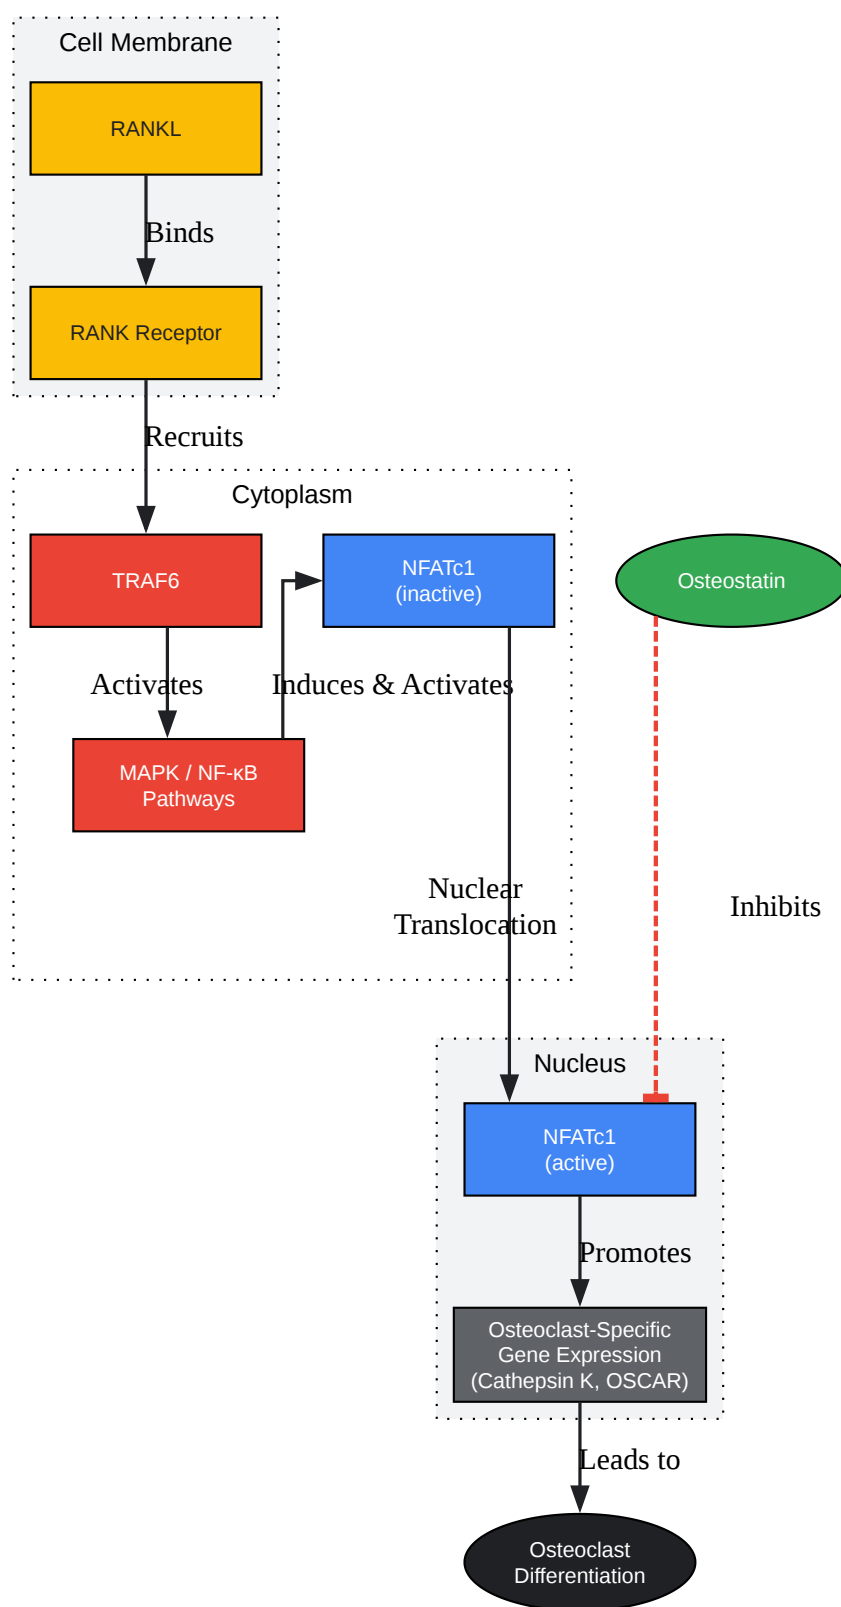 Cell Membrane
RANKL
Binds
RANK Receptor
Recruits
Cytoplasm
TRAF6
NFATc1
(inactive)
Osteostatin
Activates
Induces & Activates
MAPK / NF-κB
Pathways
Nuclear
Translocation
Inhibits
Nucleus
NFATc1
(active)
Promotes
Osteoclast-Specific
Gene Expression
(Cathepsin K, OSCAR)
Leads to
Osteoclast
Differentiation